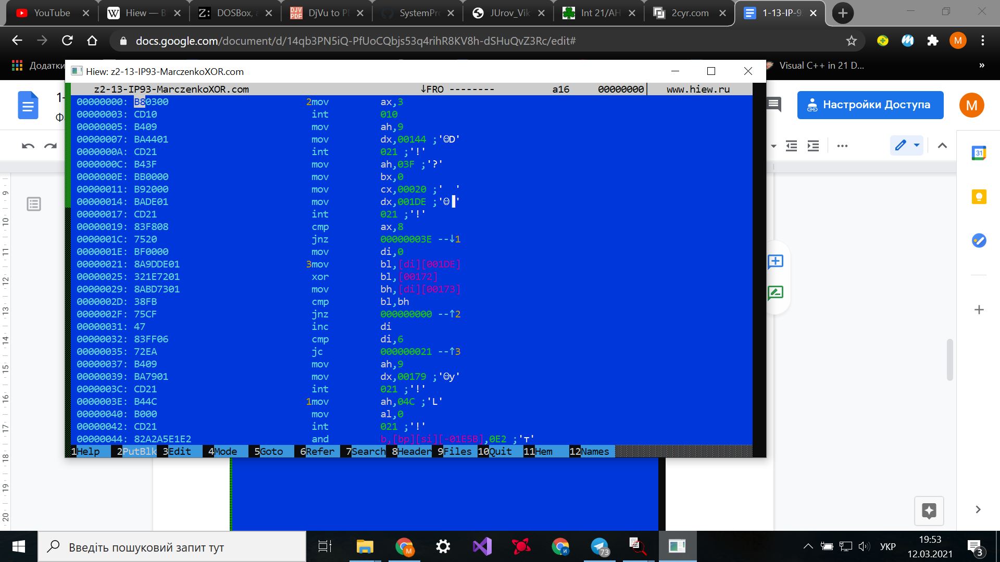 YouTube
Hiew — B
DOSBox, a
DjVu to P
SystemPro
JUrov_Vik
Int 21/AH
2cyr.com
1-13-IP-9
docs.google.com/document/d/14qb3PN5iQ-PfUoCQbjs53q4rihR8KV8h-dSHuQvZ3Rc/edit#
M
Додатки
Visual C++ in 21 D...
»
Hiew: z2-13-IP93-MarczenkoXOR.com
z2-13-IP93-MarczenkoXOR.com ↓FRO -------- a16 00000000 www.hiew.ru
00000000: B80300 2mov ax,3
00000003: CD10 int 010
00000005: B409 mov ah,9
00000007: BA4401 mov dx,00144 ;'☺D'
0000000A: CD21 int 021 ;'!'
0000000C: B43F mov ah,03F ;'?'
0000000E: BB0000 mov bx,0
00000011: B92000 mov cx,00020 ;'  '
00000014: BADE01 mov dx,001DE ;'☺▐'
00000017: CD21 int 021 ;'!'
00000019: 83F808 cmp ax,8
0000001C: 7520 jnz 00000003E --↓1
0000001E: BF0000 mov di,0
00000021: 8A9DDE01 3mov bl,[di][001DE]
00000025: 321E7201 xor bl,[00172]
00000029: 8ABD7301 mov bh,[di][00173]
0000002D: 38FB cmp bl,bh
0000002F: 75CF jnz 000000000 --↑2
00000031: 47 inc di
00000032: 83FF06 cmp di,6
00000035: 72EA jc 000000021 --↑3
00000037: B409 mov ah,9
00000039: BA7901 mov dx,00179 ;'☺y'
0000003C: CD21 int 021 ;'!'
0000003E: B44C 1mov ah,04C ;'L'
00000040: B000 mov al,0
00000042: CD21 int 021 ;'!'
00000044: 82A2A5E1E2 and b,[bp][si][-01E5B],0E2 ;'т'
1Help 2PutBlk 3Edit 4Mode 5Goto 6Refer 7Search 8Header 9Files 10Quit 11Hem 12Names
1-
Ф
Настройки Доступа
M
31
9
10
11
12
13
14
15
16
17
18
19
20
Введіть пошуковий запит тут
73
УКР
19:53
12.03.2021
3